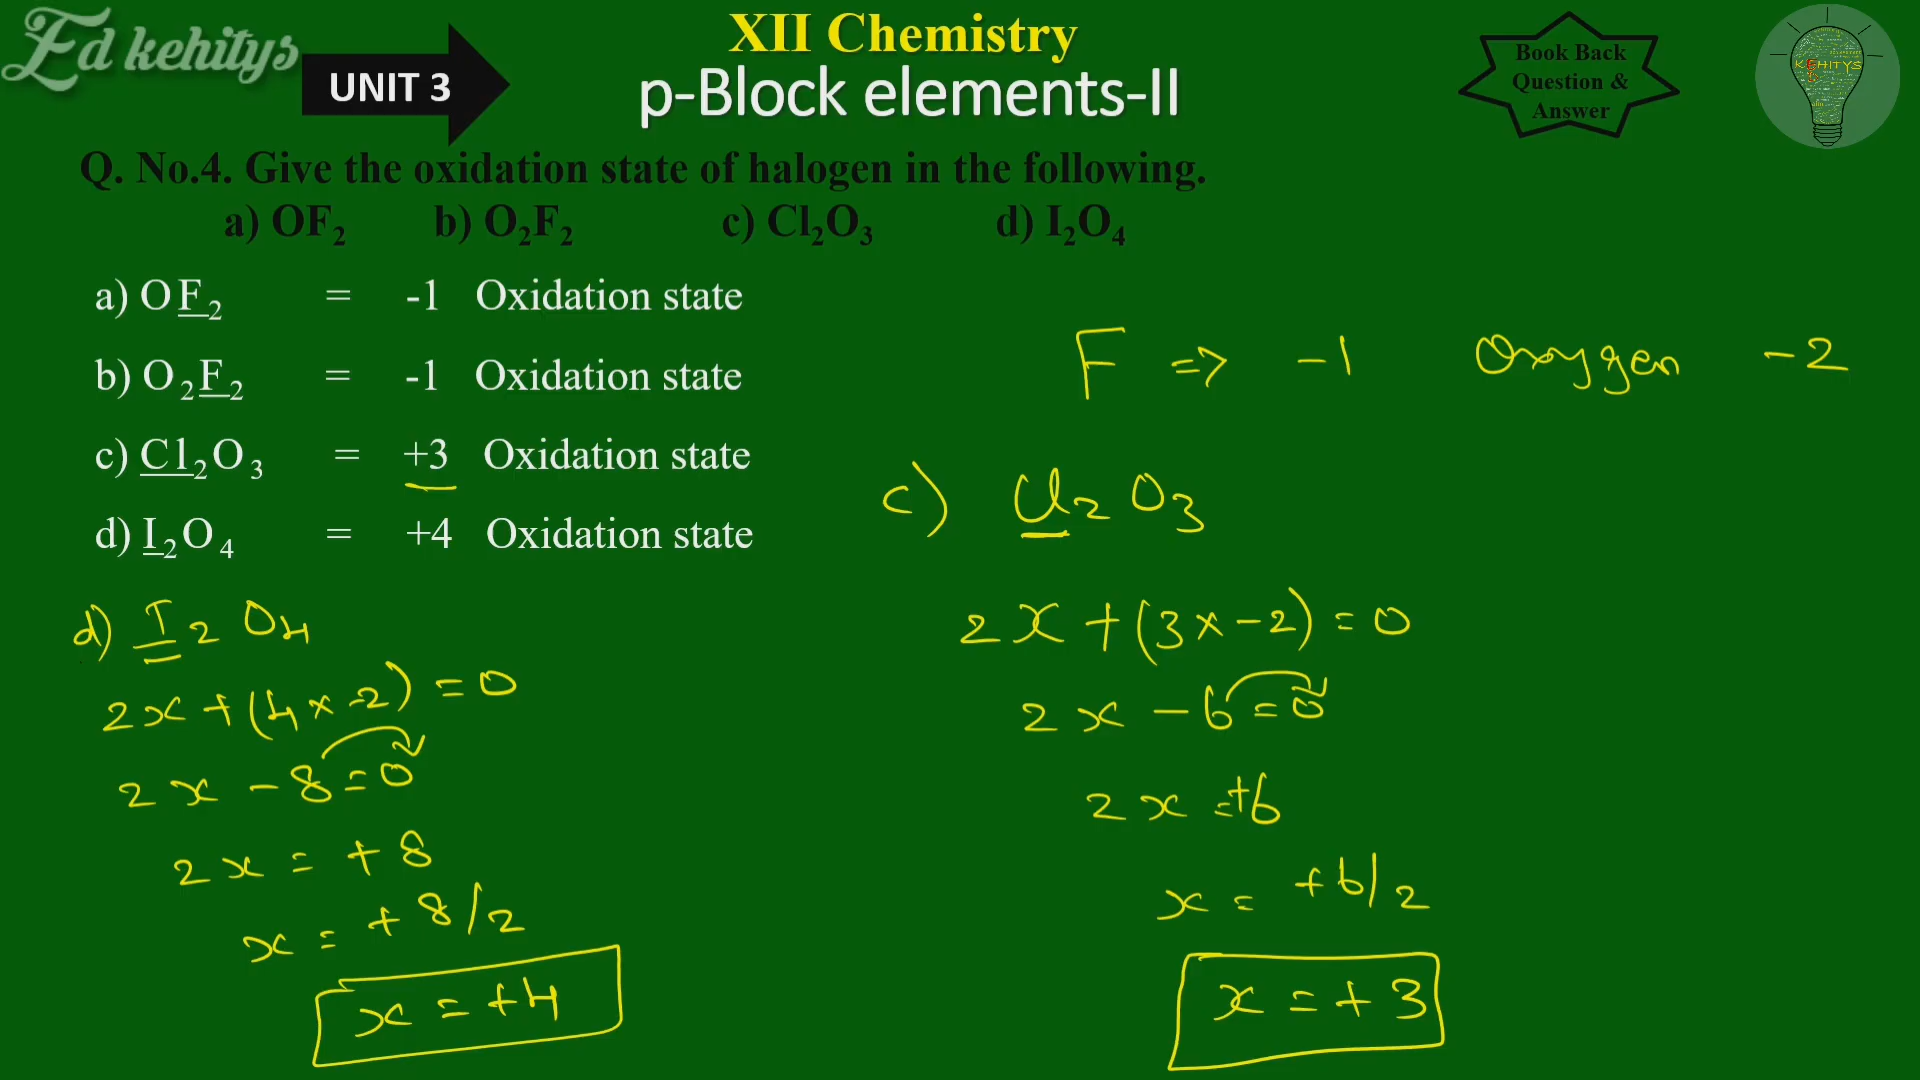 Ed kehitys
UNIT 3
XII Chemistry
p-Block elements-II
Book Back
Question &
Answer
KEHITYS
Q. No.4. Give the oxidation state of halogen in the following.
a) OF₂ b) O₂F₂ c) Cl₂O₃ d) I₂O₄
a) OF₂ = -1 Oxidation state
b) O₂F₂ = -1 Oxidation state
c) Cl₂O₃ = +3 Oxidation state
d) I₂O₄ = +4 Oxidation state
F => -1 Oxygen -2
c) Cl₂O₃
2x + (3x-2) = 0
2x - 6 = 0
2x = +6
x = +6/2
x = +3
d) I₂O₄
2x + (4x-2) = 0
2x - 8 = 0
2x = +8
x = +8/2
x = +4